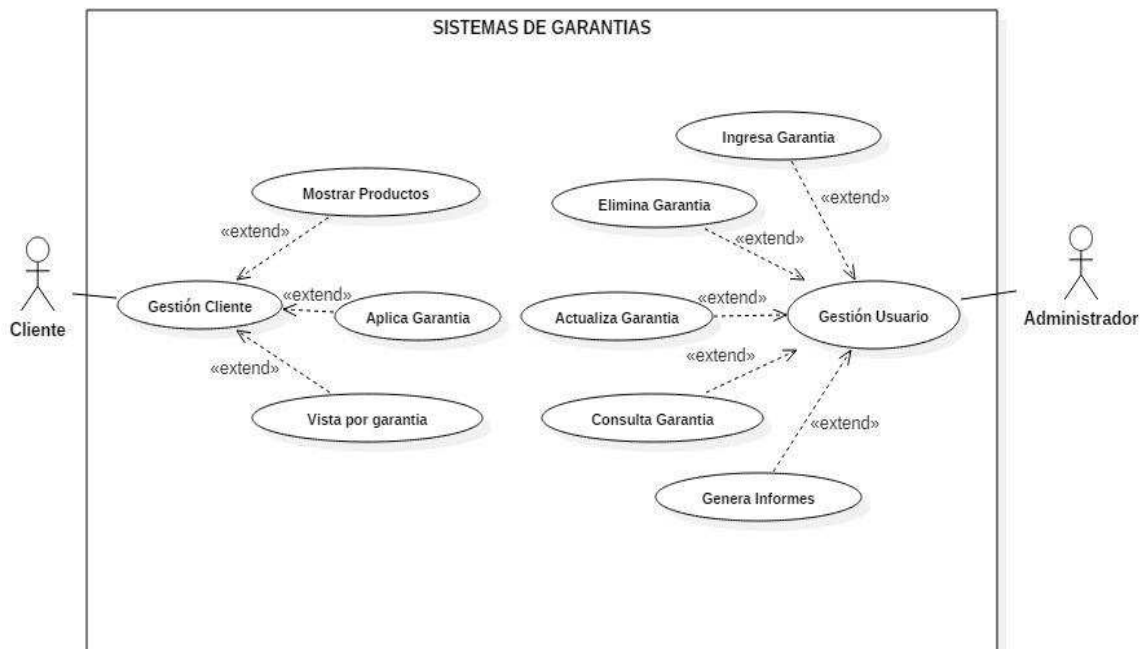 SISTEMAS DE GARANTIAS
Ingresa Garantia
Mostrar Productos
Elimina Garantia
«extend»
«extend»
«extend»
«extend»
«extend»
Gestión Cliente
Aplica Garantia
Actualiza Garantia
Gestión Usuario
Cliente
Administrador
«extend»
«extend»
Vista por garantia
Consulta Garantia
«extend»
Genera Informes